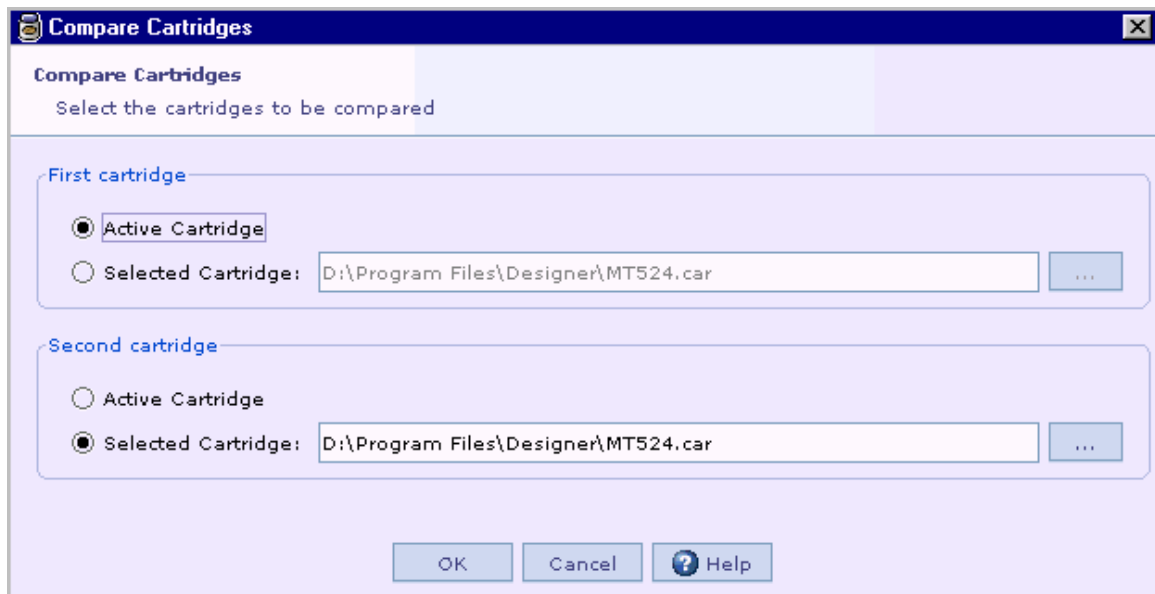 Compare Cartridges
Compare Cartridges
Select the cartridges to be compared
First cartridge
Active Cartridge
Selected Cartridge: D:\Program Files\Designer\MT524.car ...
Second cartridge
Active Cartridge
Selected Cartridge: D:\Program Files\Designer\MT524.car ...
OK Cancel ? Help